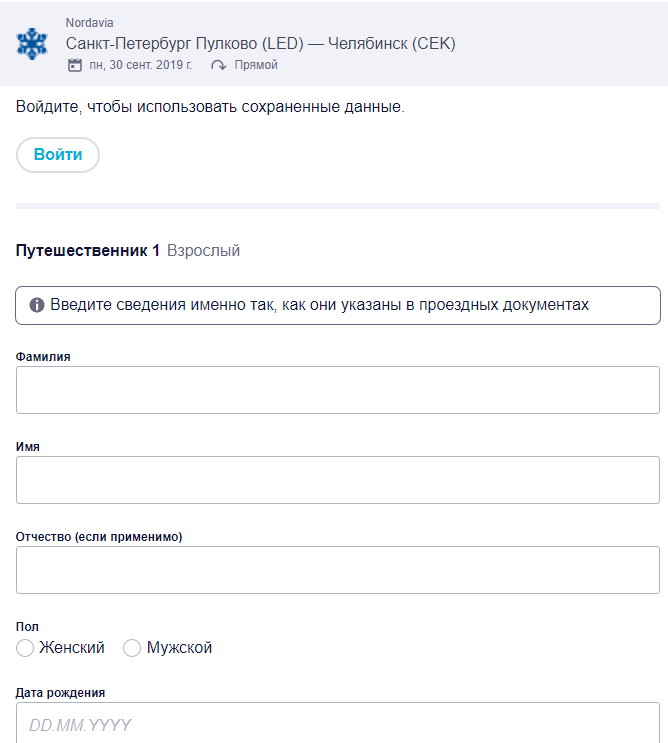 Nordavia
Санкт-Петербург Пулково (LED) — Челябинск (CEK)
пн, 30 сент. 2019 г. Прямой
Войдите, чтобы использовать сохраненные данные.
Войти
Путешественник 1 Взрослый
Введите сведения именно так, как они указаны в проездных документах
Фамилия
Имя
Отчество (если применимо)
Пол
Женский Мужской
Дата рождения
DD.MM.YYYY